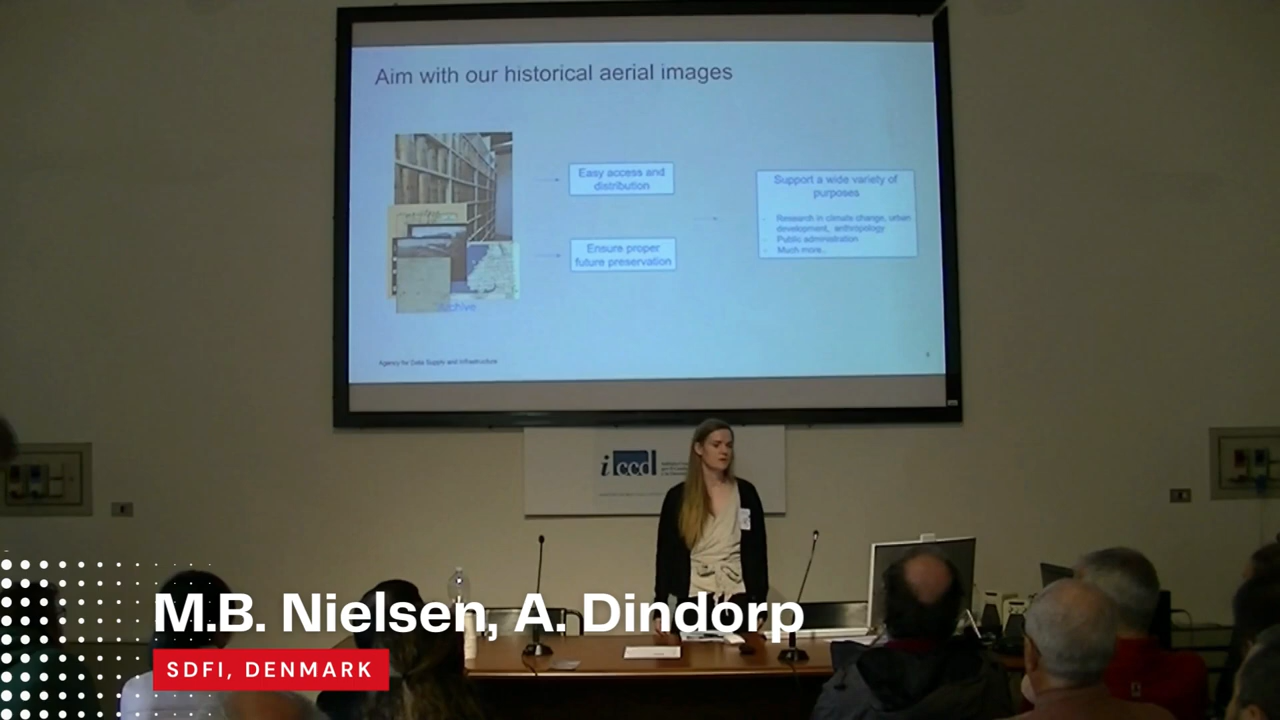 Aim with our historical aerial images
Easy access and
distribution
Ensure proper
future preservation
Support a wide variety of
purposes
- Research in climate change, urban
development, anthropology
- Public administration
- Much more..
Archive
Agency for Data Supply and Infrastructure
iccd
M.B. Nielsen, A. Dindorp
SDFI, DENMARK